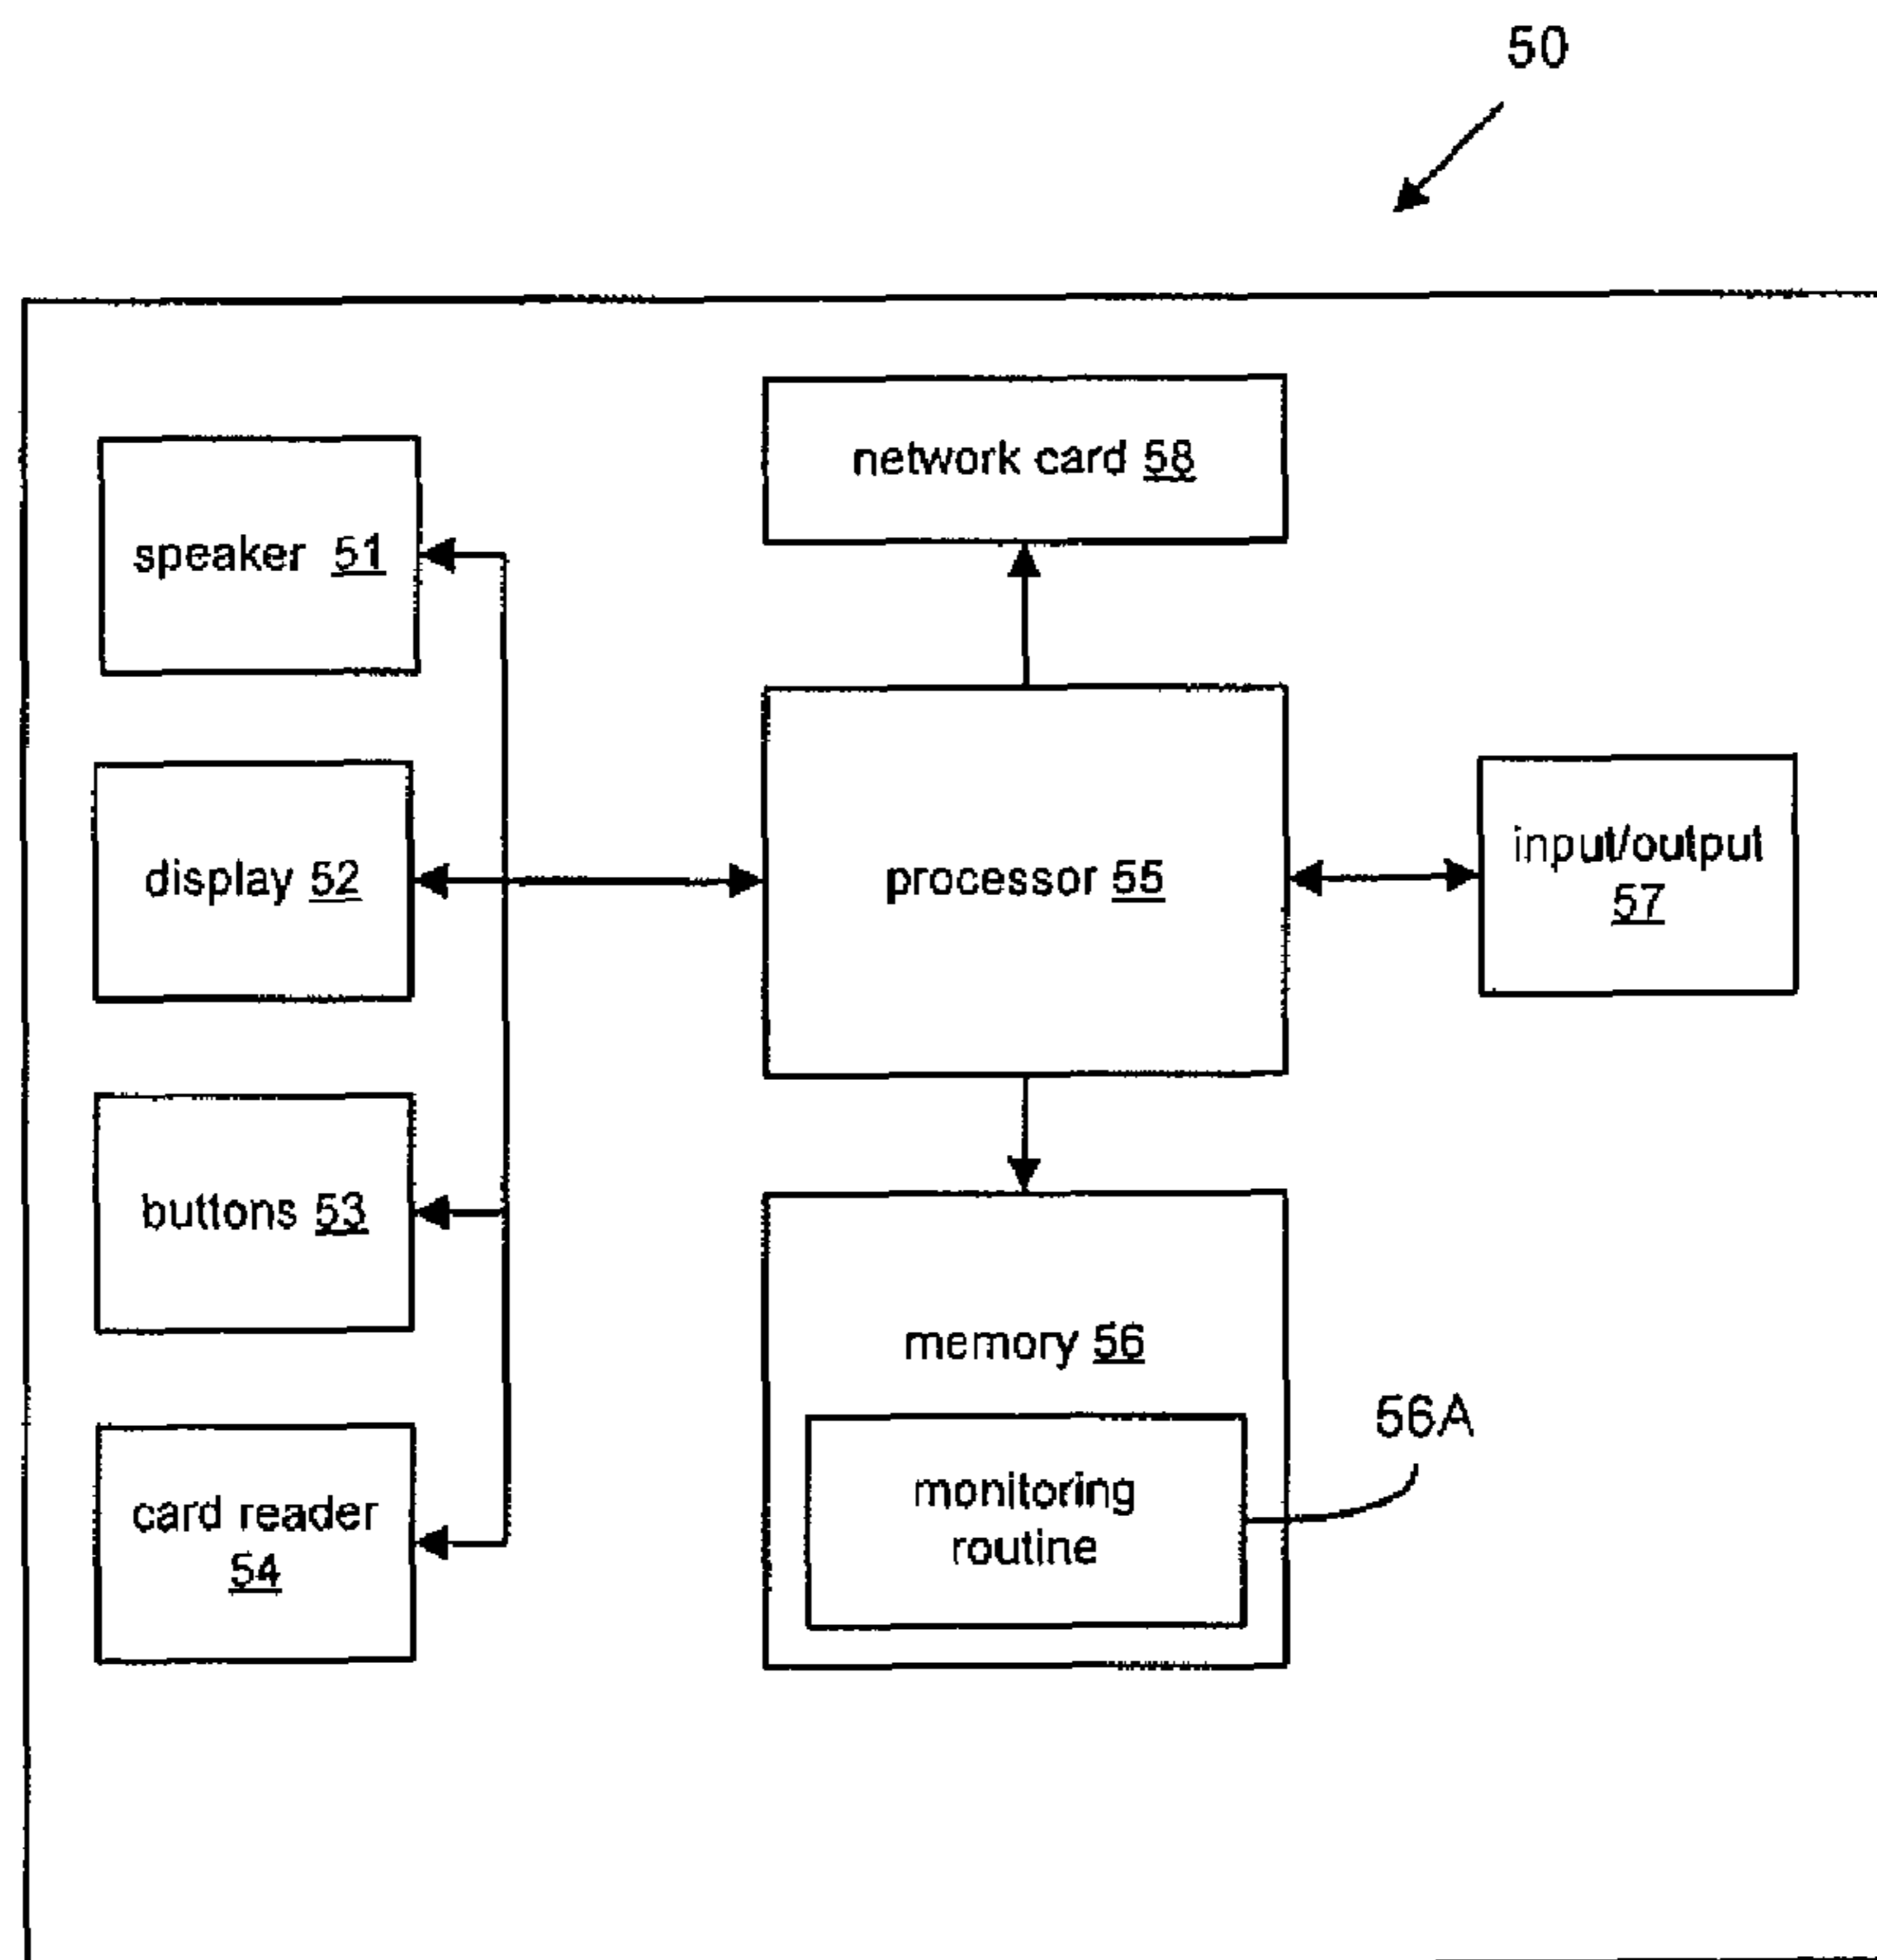 50
network card 58
speaker 51
processor 55
input/output
57
display 52
buttons 53
memory 56
56A
monitoring
routine
card reader
54